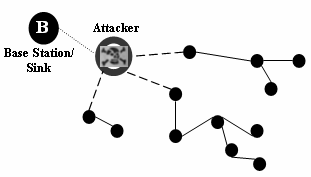 B
Attacker
Base Station/
Sink